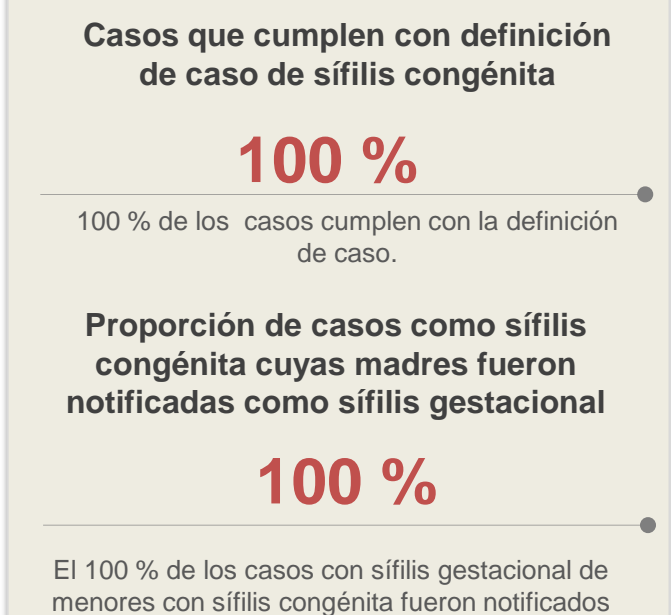 Casos que cumplen con definición
de caso de sífilis congénita
100 %
100 % de los  casos cumplen con la definición
de caso.
Proporción de casos como sífilis
congénita cuyas madres fueron
notificadas como sífilis gestacional
100 %
El 100 % de los casos con sífilis gestacional de
menores con sífilis congénita fueron notificados